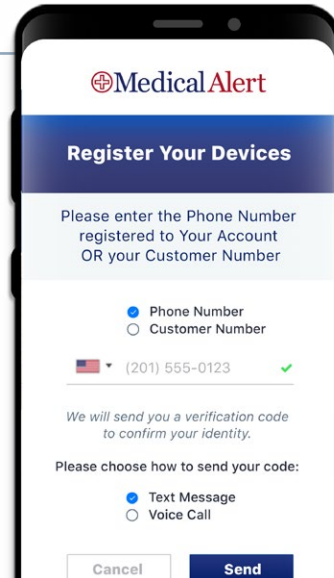 MedicalAlert
Register Your Devices
Please enter the Phone Number
registered to Your Account
OR your Customer Number
Phone Number
Customer Number
(201) 555-0123
We will send you a verification code
to confirm your identity.
Please choose how to send your code:
Text Message
Voice Call
Cancel Send